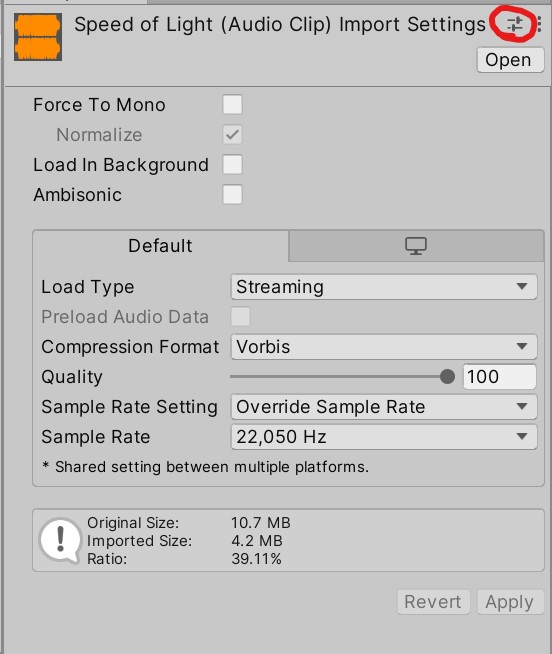 Speed of Light (Audio Clip) Import Settings
Open
Force To Mono
Normalize
Load In Background
Ambisonic
Default
Load Type Streaming
Preload Audio Data
Compression Format Vorbis
Quality 100
Sample Rate Setting Override Sample Rate
Sample Rate 22,050 Hz
* Shared setting between multiple platforms.
Original Size: 10.7 MB
Imported Size: 4.2 MB
Ratio: 39.11%
Revert Apply